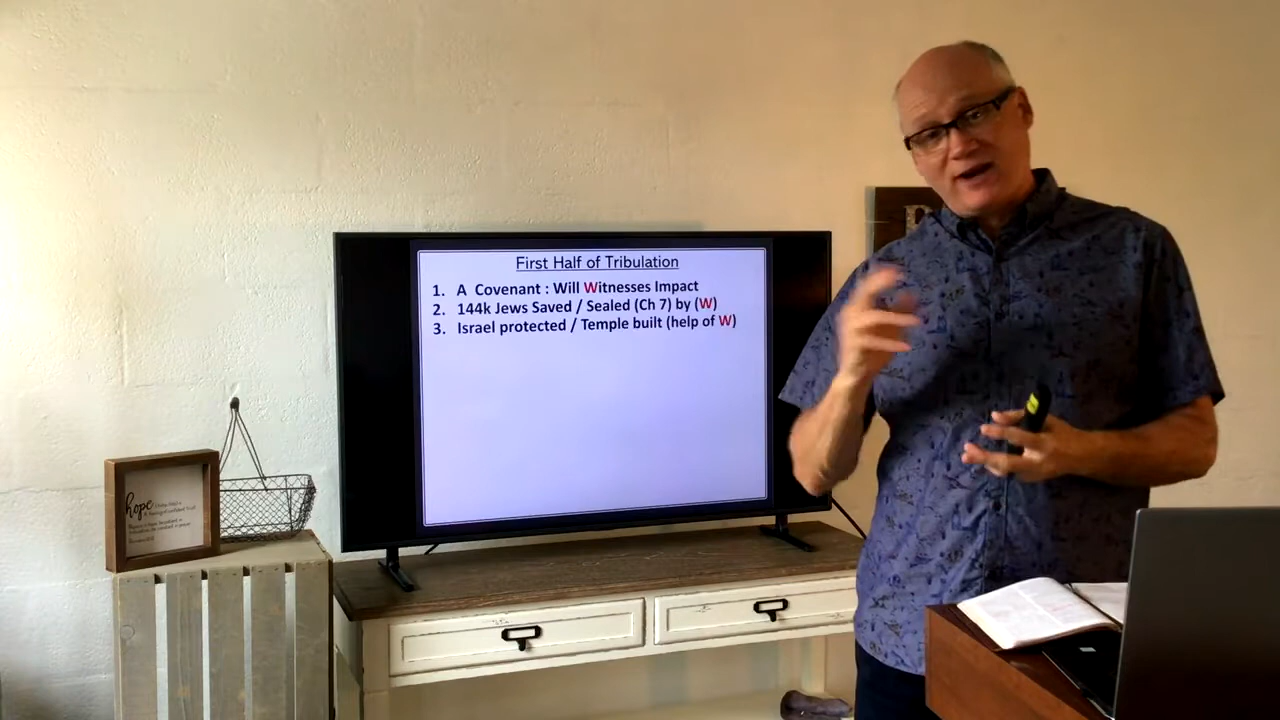 First Half of Tribulation
1. A Covenant : Will Witnesses Impact
2. 144k Jews Saved / Sealed (Ch 7) by (W)
3. Israel protected / Temple built (help of W)
hope